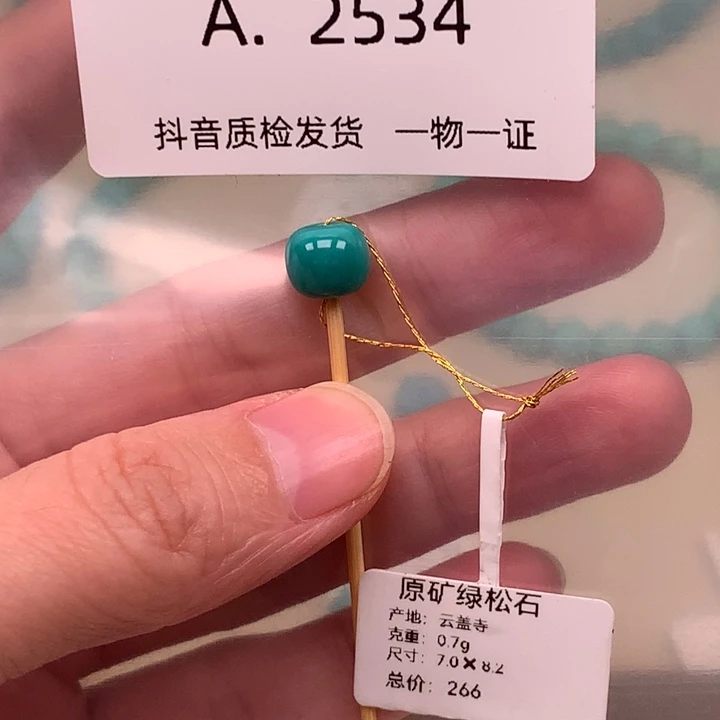 A. 2534
抖音质检发货 一物一证
原矿绿松石
产地：云盖寺
克重：0.7g
尺寸：7.0×8.2
总价：266